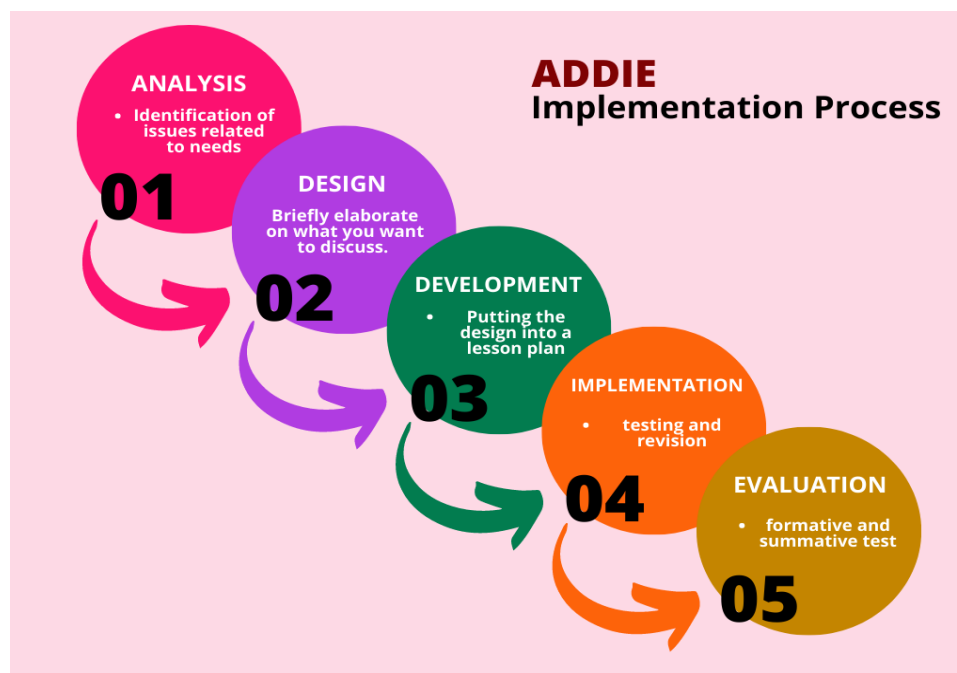 ADDIE
Implementation Process
ANALYSIS
• Identification of
issues related
to needs
01
DESIGN
Briefly elaborate
on what you want
to discuss.
02
DEVELOPMENT
• Putting the
design into a
lesson plan
03
IMPLEMENTATION
• testing and
revision
04
EVALUATION
• formative and
summative test
05